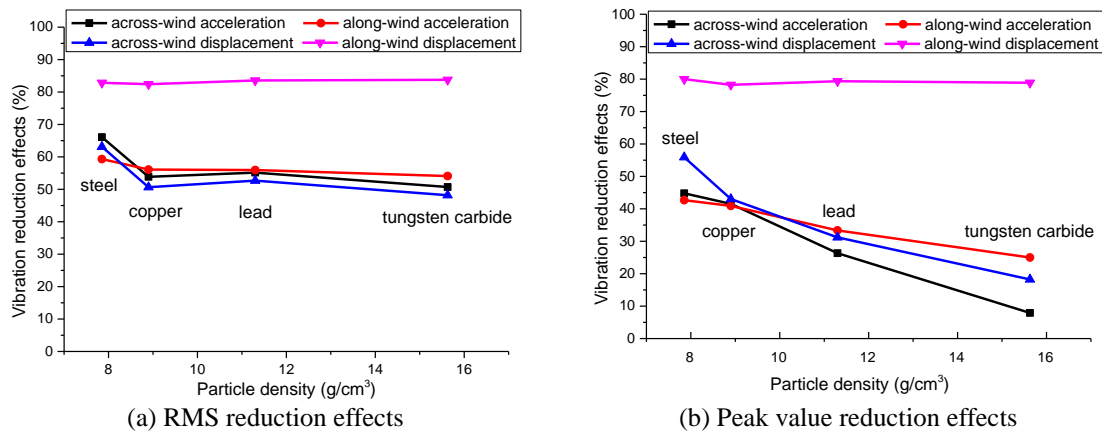 across-wind acceleration along-wind acceleration
across-wind displacement along-wind displacement
100
90
80
70
60
50
40
30
20
10
0
Vibration reduction effects (%)
steel
copper
lead
tungsten carbide
8 10 12 14 16
Particle density (g/cm³)
(a) RMS reduction effects
across-wind acceleration along-wind acceleration
across-wind displacement along-wind displacement
100
90
80
70
60
50
40
30
20
10
0
Vibration reduction effects (%)
steel
copper
lead
tungsten carbide
8 10 12 14 16
Particle density (g/cm³)
(b) Peak value reduction effects